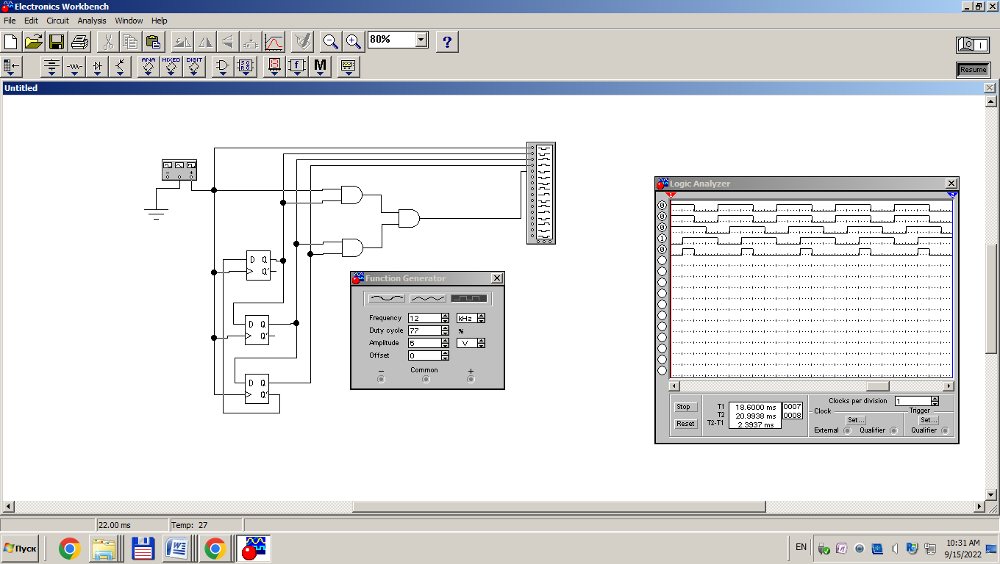 Electronics Workbench
File Edit Circuit Analysis Window Help
80%
?
ANA MIXED DIGIT
f M
Resume
Untitled
D Q
Q'
D Q
Q'
D Q
Q'
Function Generator
Frequency 12 kHz
Duty cycle 77 %
Amplitude 5 V
Offset 0
− Common +
Logic Analyzer
1 2
0
0
0
1
0
Stop
Reset
T1 18.6000 ms 0007
T2 20.9938 ms 0008
T2-T1 2.3937 ms
Clocks per division 1
Clock
Set...
External Qualifier
Trigger
Set...
Qualifier
22.00 ms Temp: 27
Пуск
EN
10:31 AM
9/15/2022